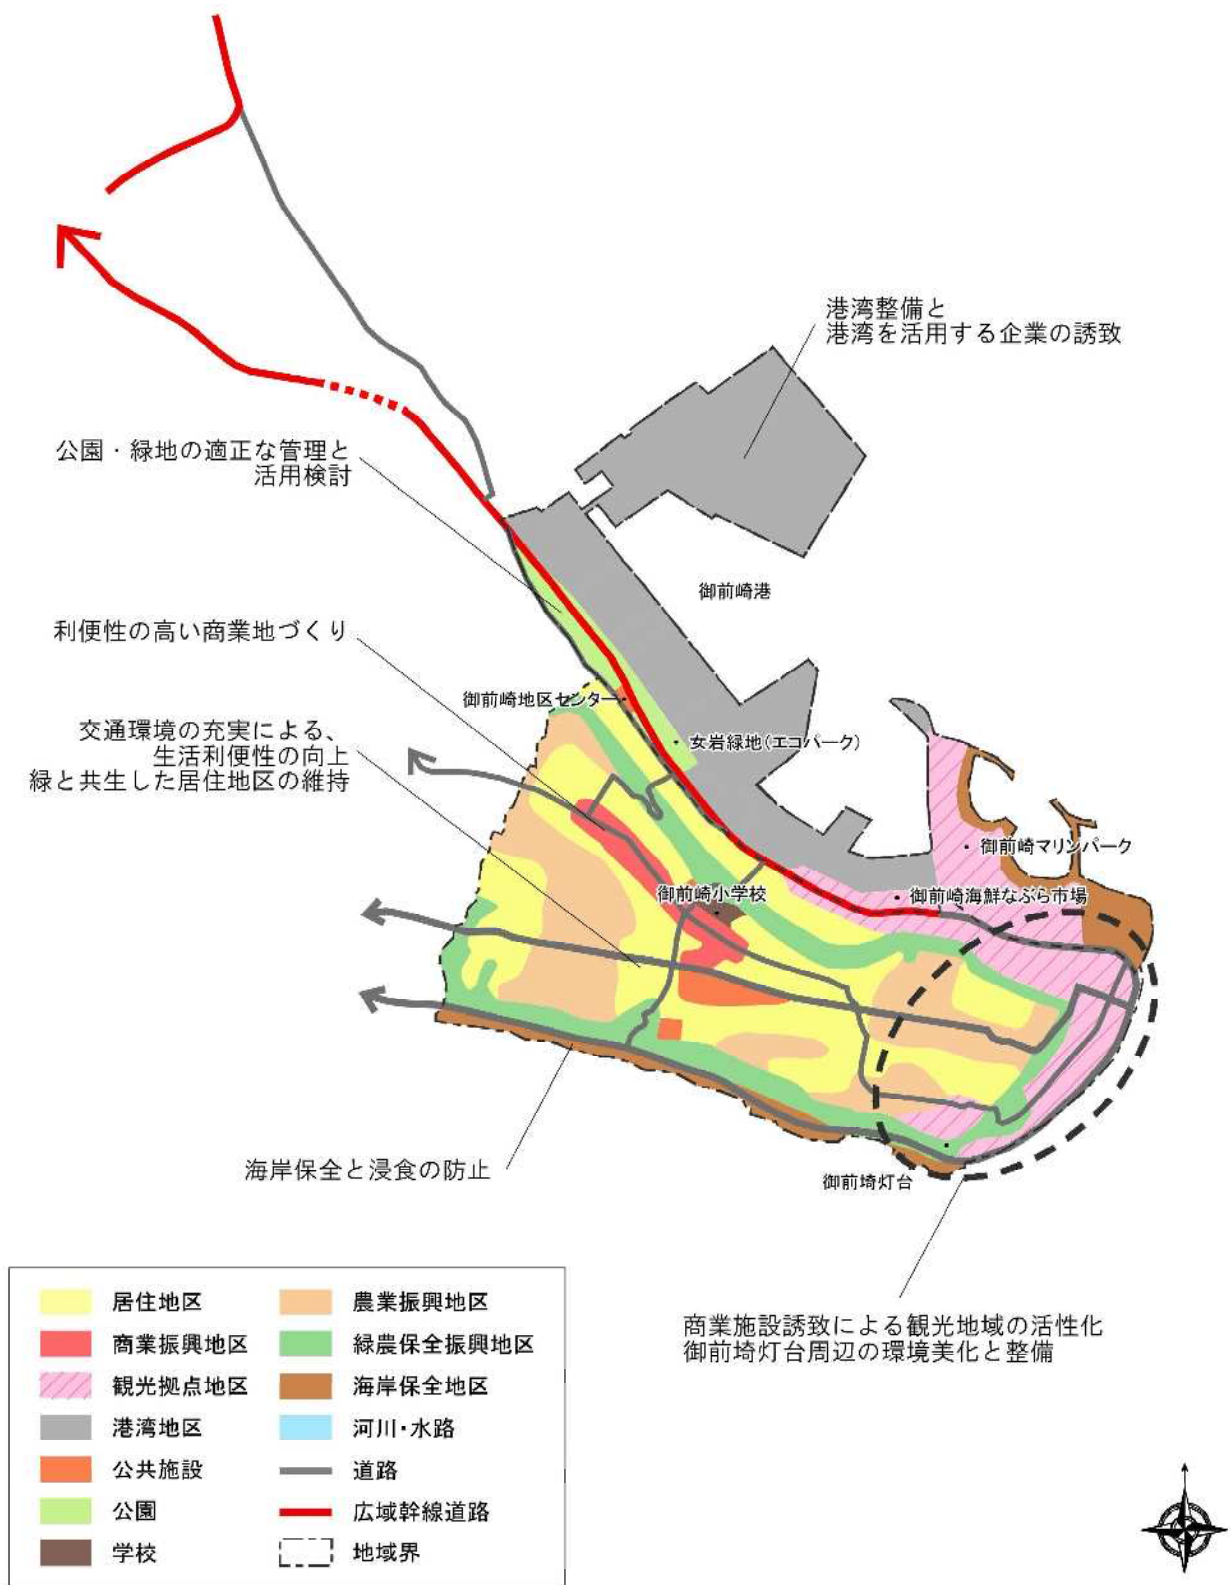 港湾整備と
港湾を活用する企業の誘致
公園・緑地の適正な管理と
活用検討
御前崎港
利便性の高い商業地づくり
御前崎地区センター
交通環境の充実による、
生活利便性の向上
緑と共生した居住地区の維持
女岩緑地(エコパーク)
御前崎マリンパーク
御前崎小学校
御前崎海鮮なぶら市場
海岸保全と浸食の防止
御前埼灯台
商業施設誘致による観光地域の活性化
御前埼灯台周辺の環境美化と整備
居住地区
農業振興地区
商業振興地区
緑農保全振興地区
観光拠点地区
海岸保全地区
港湾地区
河川・水路
公共施設
道路
公園
広域幹線道路
学校
地域界